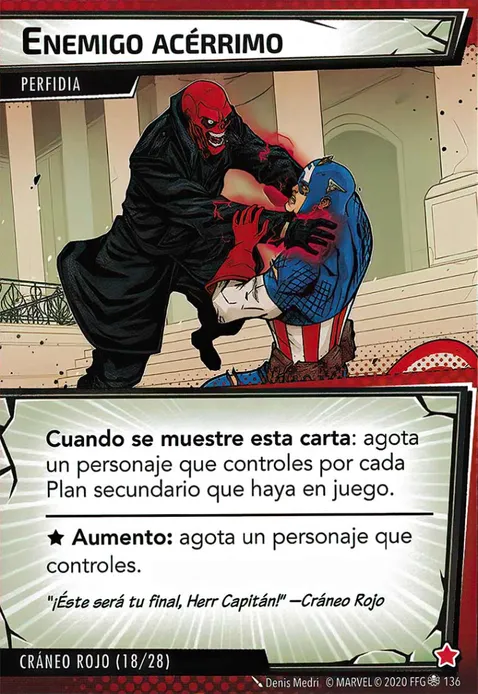 Enemigo acérrimo
PERFIDIA
Cuando se muestre esta carta: agota
un personaje que controles por cada
Plan secundario que haya en juego.
★ Aumento: agota un personaje que
controles.
"¡Éste será tu final, Herr Capitán!" —Cráneo Rojo
CRÁNEO ROJO (18/28)
Denis Medri © MARVEL © 2020 FFG 136